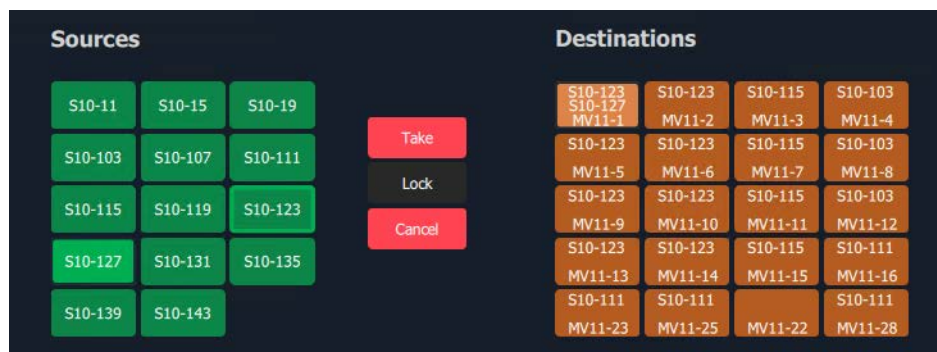 Sources
Destinations
S10-11 S10-15 S10-19
S10-103 S10-107 S10-111
S10-115 S10-119 S10-123
S10-127 S10-131 S10-135
S10-139 S10-143
Take
Lock
Cancel
S10-123 S10-123 S10-115 S10-103
S10-127
MV11-1 MV11-2 MV11-3 MV11-4
S10-123 S10-123 S10-115 S10-103
MV11-5 MV11-6 MV11-7 MV11-8
S10-123 S10-123 S10-115 S10-103
MV11-9 MV11-10 MV11-11 MV11-12
S10-123 S10-123 S10-115 S10-111
MV11-13 MV11-14 MV11-15 MV11-16
S10-111 S10-111 S10-111
MV11-23 MV11-25 MV11-22 MV11-28